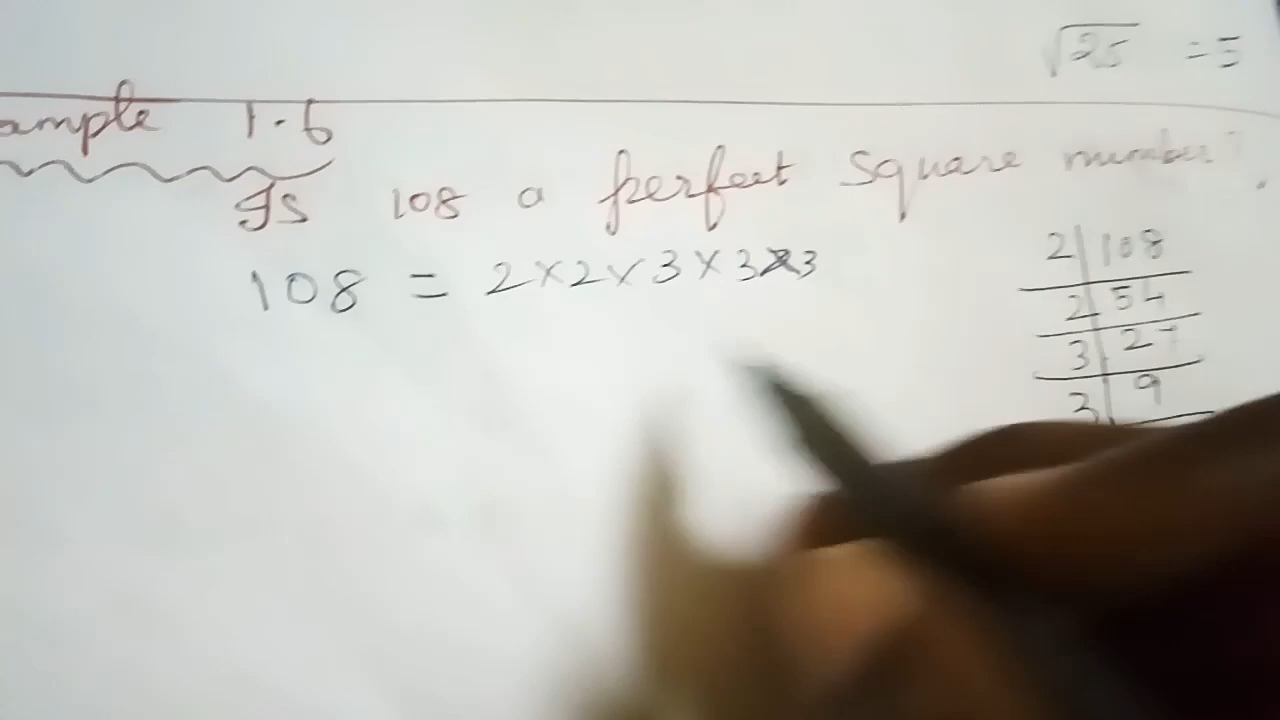 √25 = 5
ample 1.6
Is 108 a perfect square number?
108 = 2×2×3×3×3
2 | 108
2 | 54
3 | 27
3 | 9